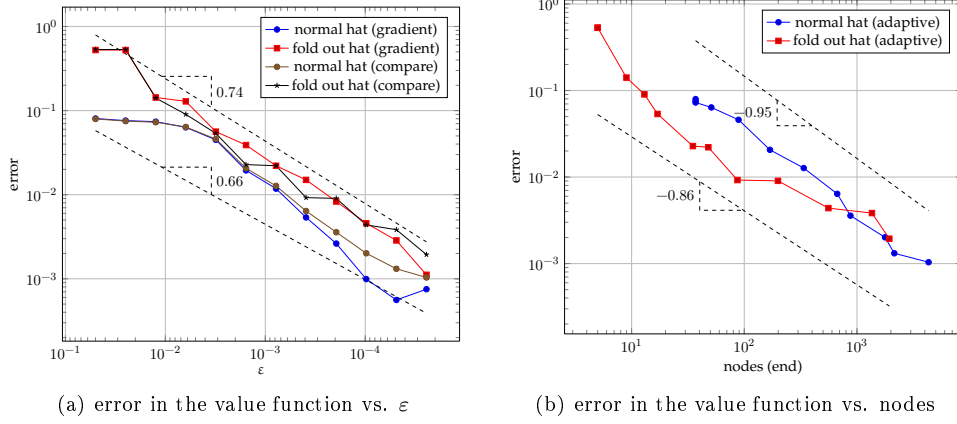 10^0
10^-1
10^-2
10^-3
error
10^-1
10^-2
10^-3
10^-4
ε
normal hat (gradient)
fold out hat (gradient)
normal hat (compare)
fold out hat (compare)
0.74
0.66
(a) error in the value function vs. ε
10^0
10^-1
10^-2
10^-3
error
10^1
10^2
10^3
nodes (end)
normal hat (adaptive)
fold out hat (adaptive)
−0.95
−0.86
(b) error in the value function vs. nodes